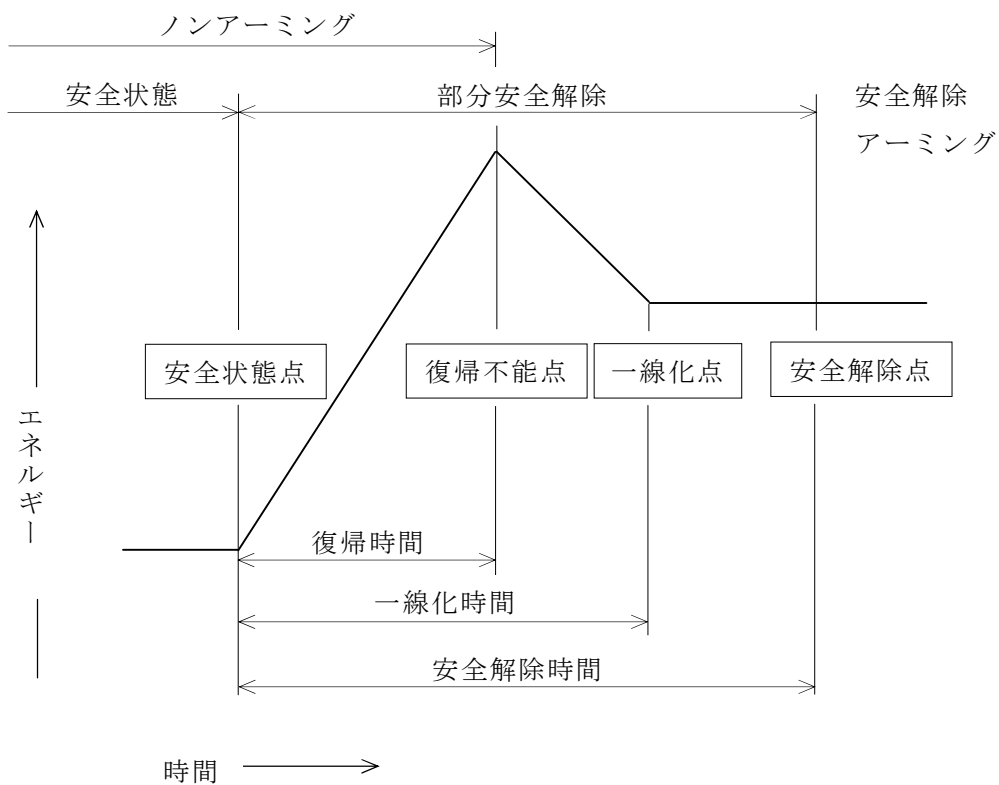 ノンアーミング
安全状態
部分安全解除
安全解除
アーミング
安全状態点
復帰不能点
一線化点
安全解除点
エネルギー
復帰時間
一線化時間
安全解除時間
時間